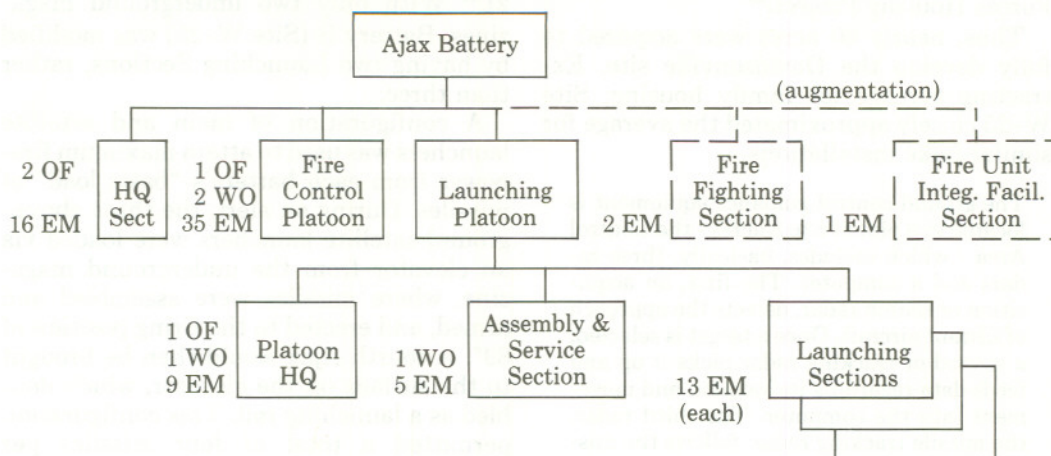 Ajax Battery
(augmentation)
2 OF
16 EM
HQ
Sect
1 OF
2 WO
35 EM
Fire
Control
Platoon
Launching
Platoon
2 EM
Fire
Fighting
Section
1 EM
Fire Unit
Integ. Facil.
Section
1 OF
1 WO
9 EM
Platoon
HQ
1 WO
5 EM
Assembly &
Service
Section
13 EM
(each)
Launching
Sections